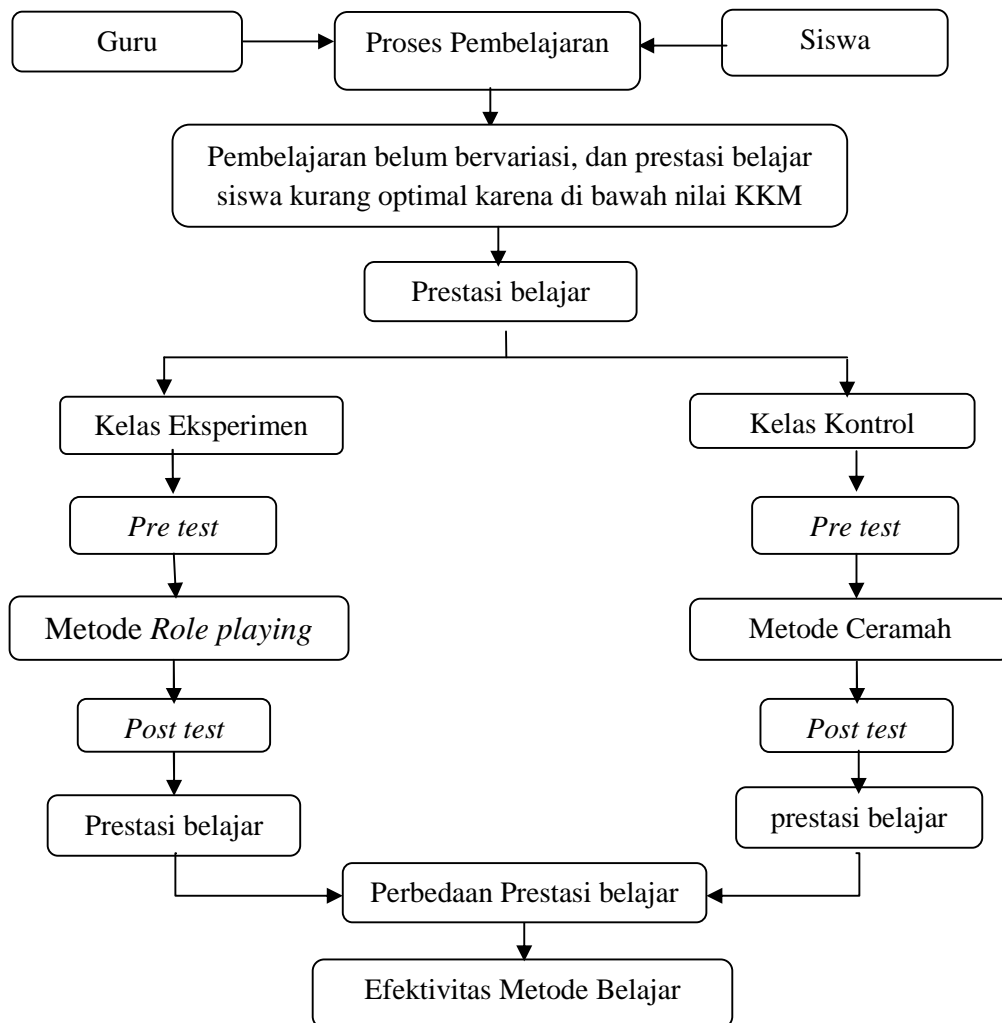 Guru
Proses Pembelajaran
Siswa
Pembelajaran belum bervariasi, dan prestasi belajar
siswa kurang optimal karena di bawah nilai KKM
Prestasi belajar
Kelas Eksperimen
Kelas Kontrol
Pre test
Pre test
Metode Role playing
Metode Ceramah
Post test
Post test
Prestasi belajar
prestasi belajar
Perbedaan Prestasi belajar
Efektivitas Metode Belajar